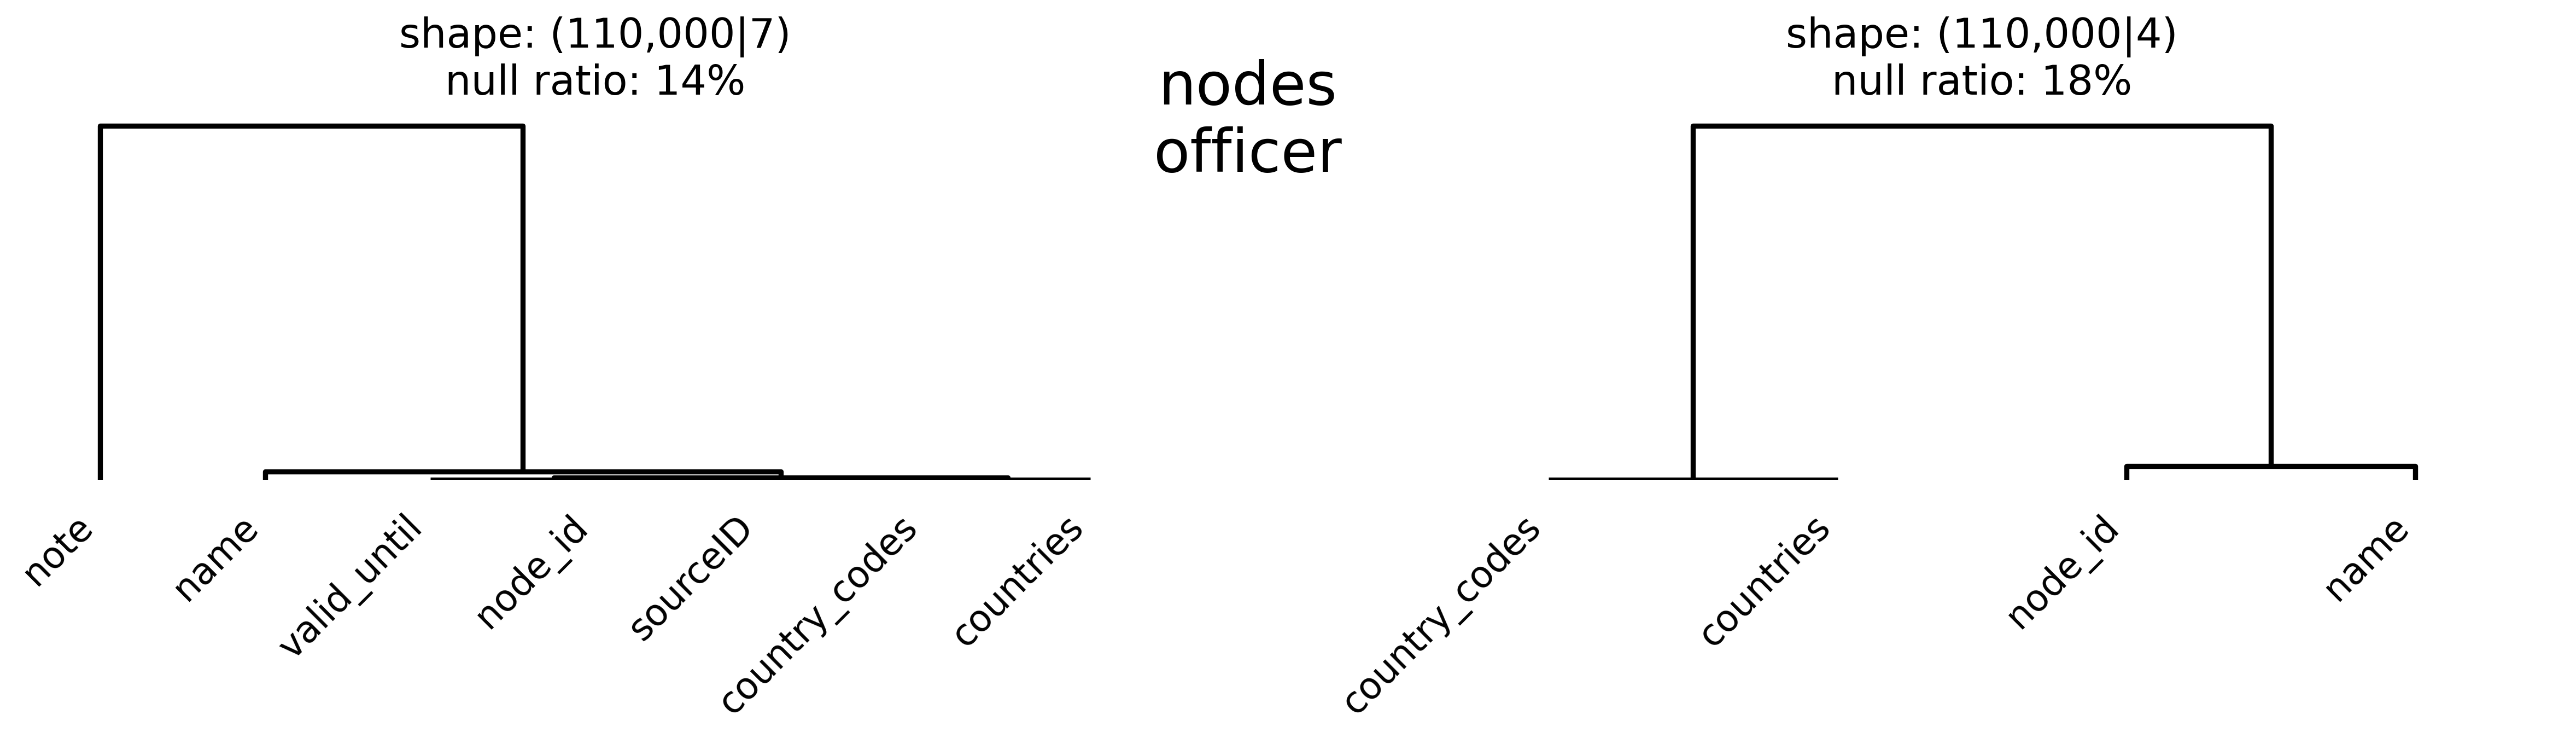 shape: (110,000|7)
null ratio: 14%
nodes
officer
shape: (110,000|4)
null ratio: 18%
note
name
valid_until
node_id
sourceID
country_codes
countries
country_codes
countries
node_id
name